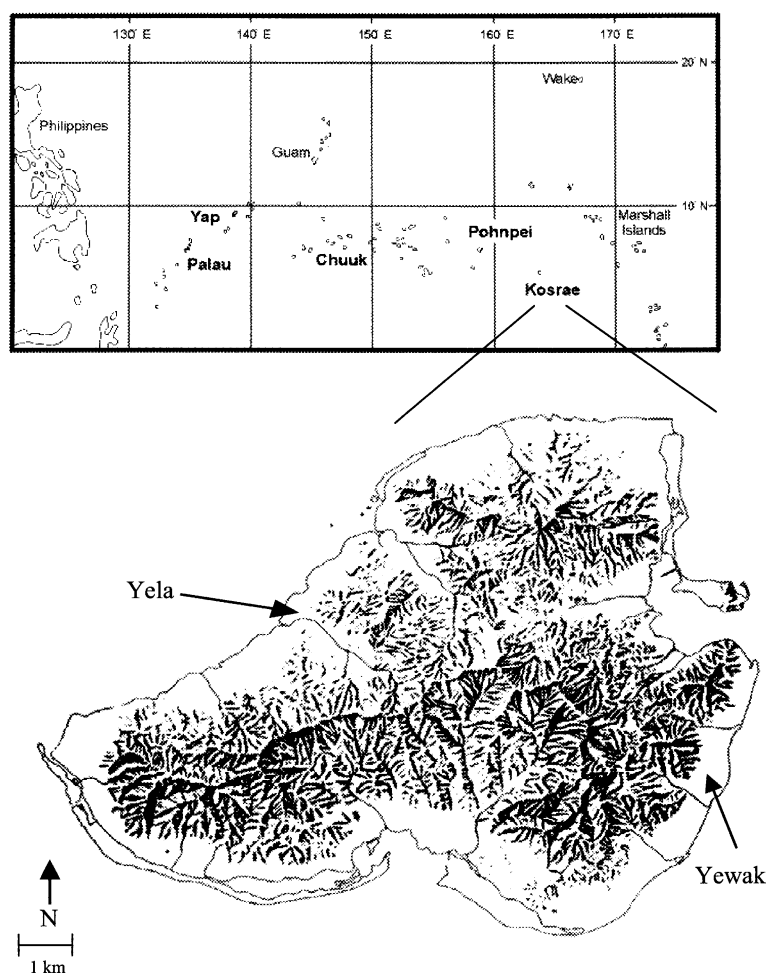 130° E 140° E 150° E 160° E 170° E
20° N
Wake
Philippines
Guam
10° N
Yap
Marshall
Islands
Pohnpei
Palau
Chuuk
Kosrae
Yela
Yewak
N
1 km